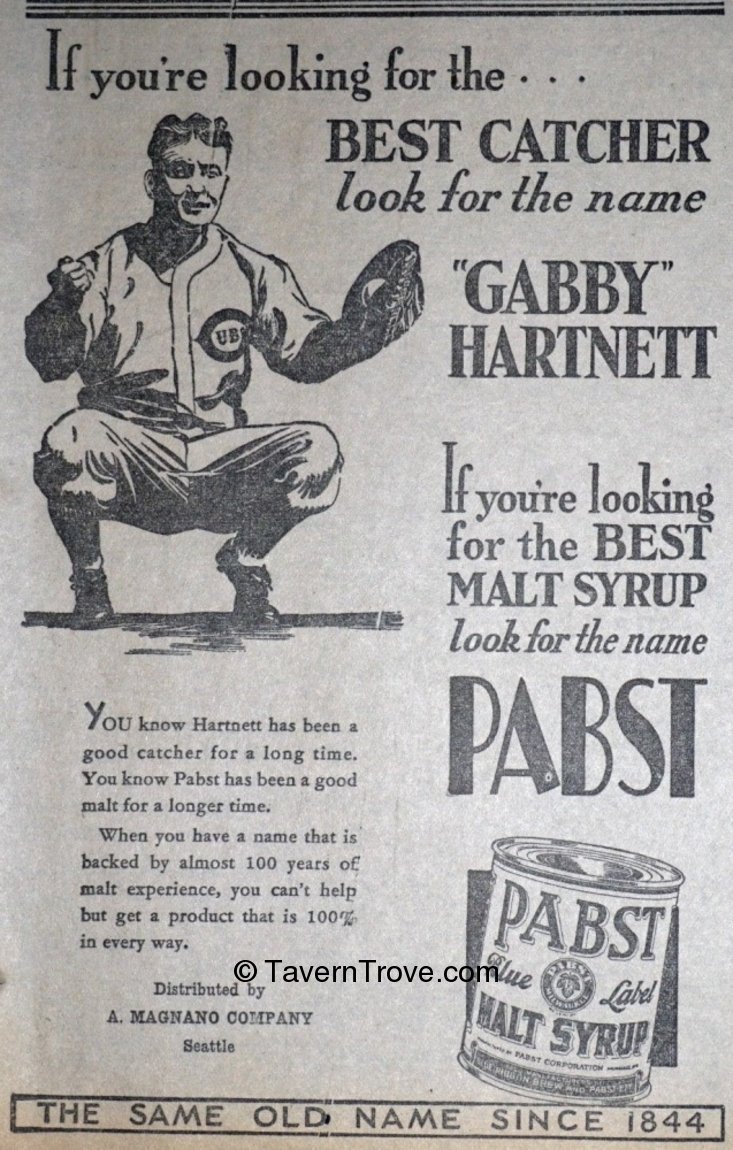 If you're looking for the . . .
BEST CATCHER
look for the name
"GABBY"
HARTNETT
CUBS
If you're looking
for the BEST
MALT SYRUP
look for the name
PABST
YOU know Hartnett has been a
good catcher for a long time.
You know Pabst has been a good
malt for a longer time.
When you have a name that is
backed by almost 100 years of
malt experience, you can't help
but get a product that is 100%
in every way.
Distributed by
A. MAGNANO COMPANY
Seattle
© TavernTrove.com
PABST
Blue Label
MALT SYRUP
PABST CORPORATION
THE SAME OLD NAME SINCE 1844